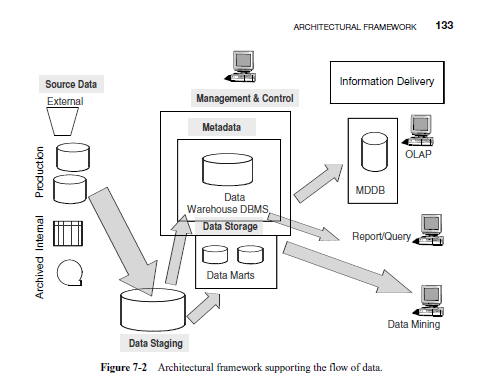 ARCHITECTURAL FRAMEWORK 133
Source Data
External
Production
Internal
Archived
Management & Control
Metadata
Data
Warehouse DBMS
Data Storage
Data Marts
Data Staging
Information Delivery
OLAP
MDDB
Report/Query
Data Mining
Figure 7-2 Architectural framework supporting the flow of data.